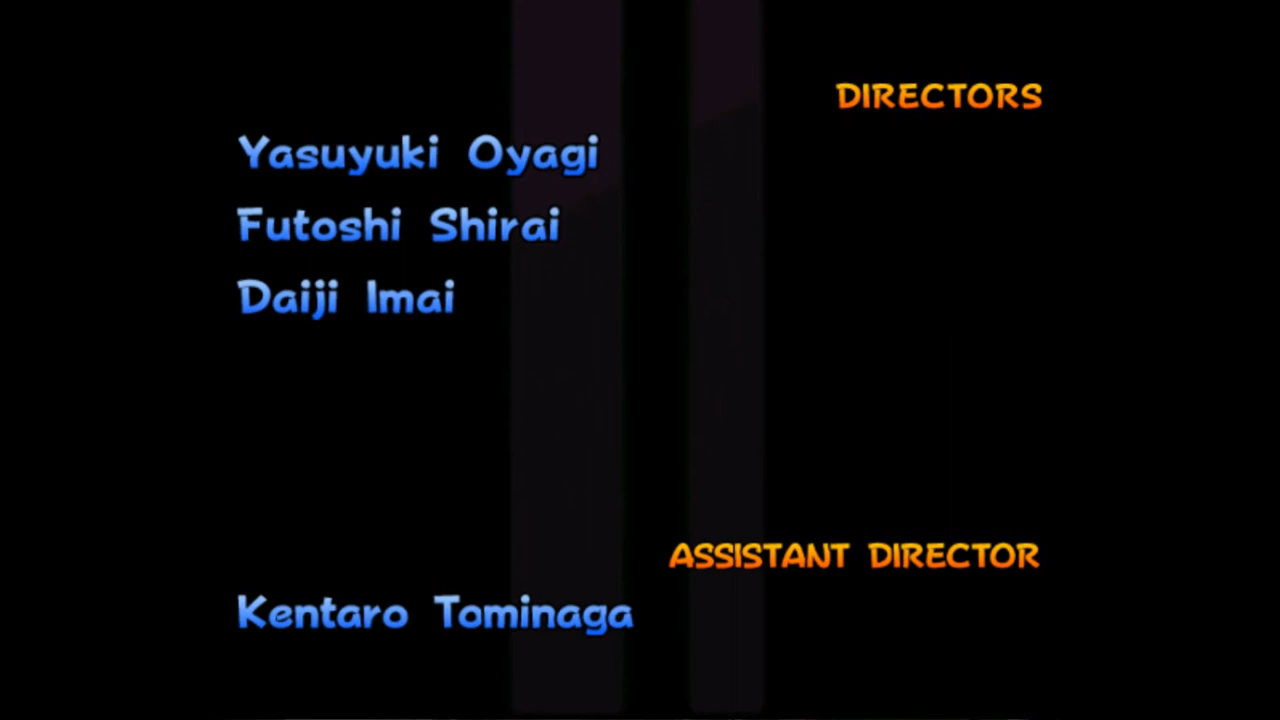 DIRECTORS
Yasuyuki Oyagi
Futoshi Shirai
Daiji Imai
ASSISTANT DIRECTOR
Kentaro Tominaga